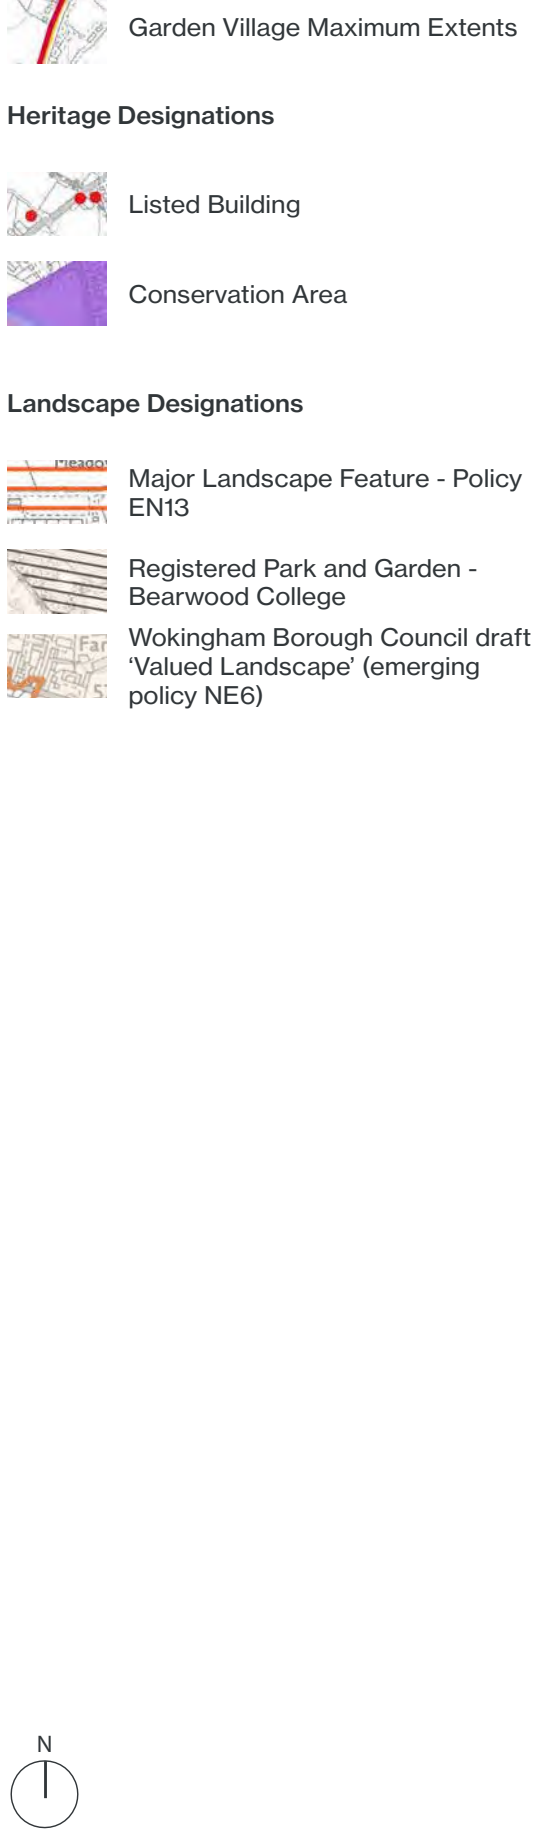 Garden Village Maximum Extents
Heritage Designations
Listed Building
Conservation Area
Landscape Designations
Major Landscape Feature - Policy
EN13
Registered Park and Garden -
Bearwood College
Wokingham Borough Council draft
‘Valued Landscape’ (emerging
policy NE6)
N